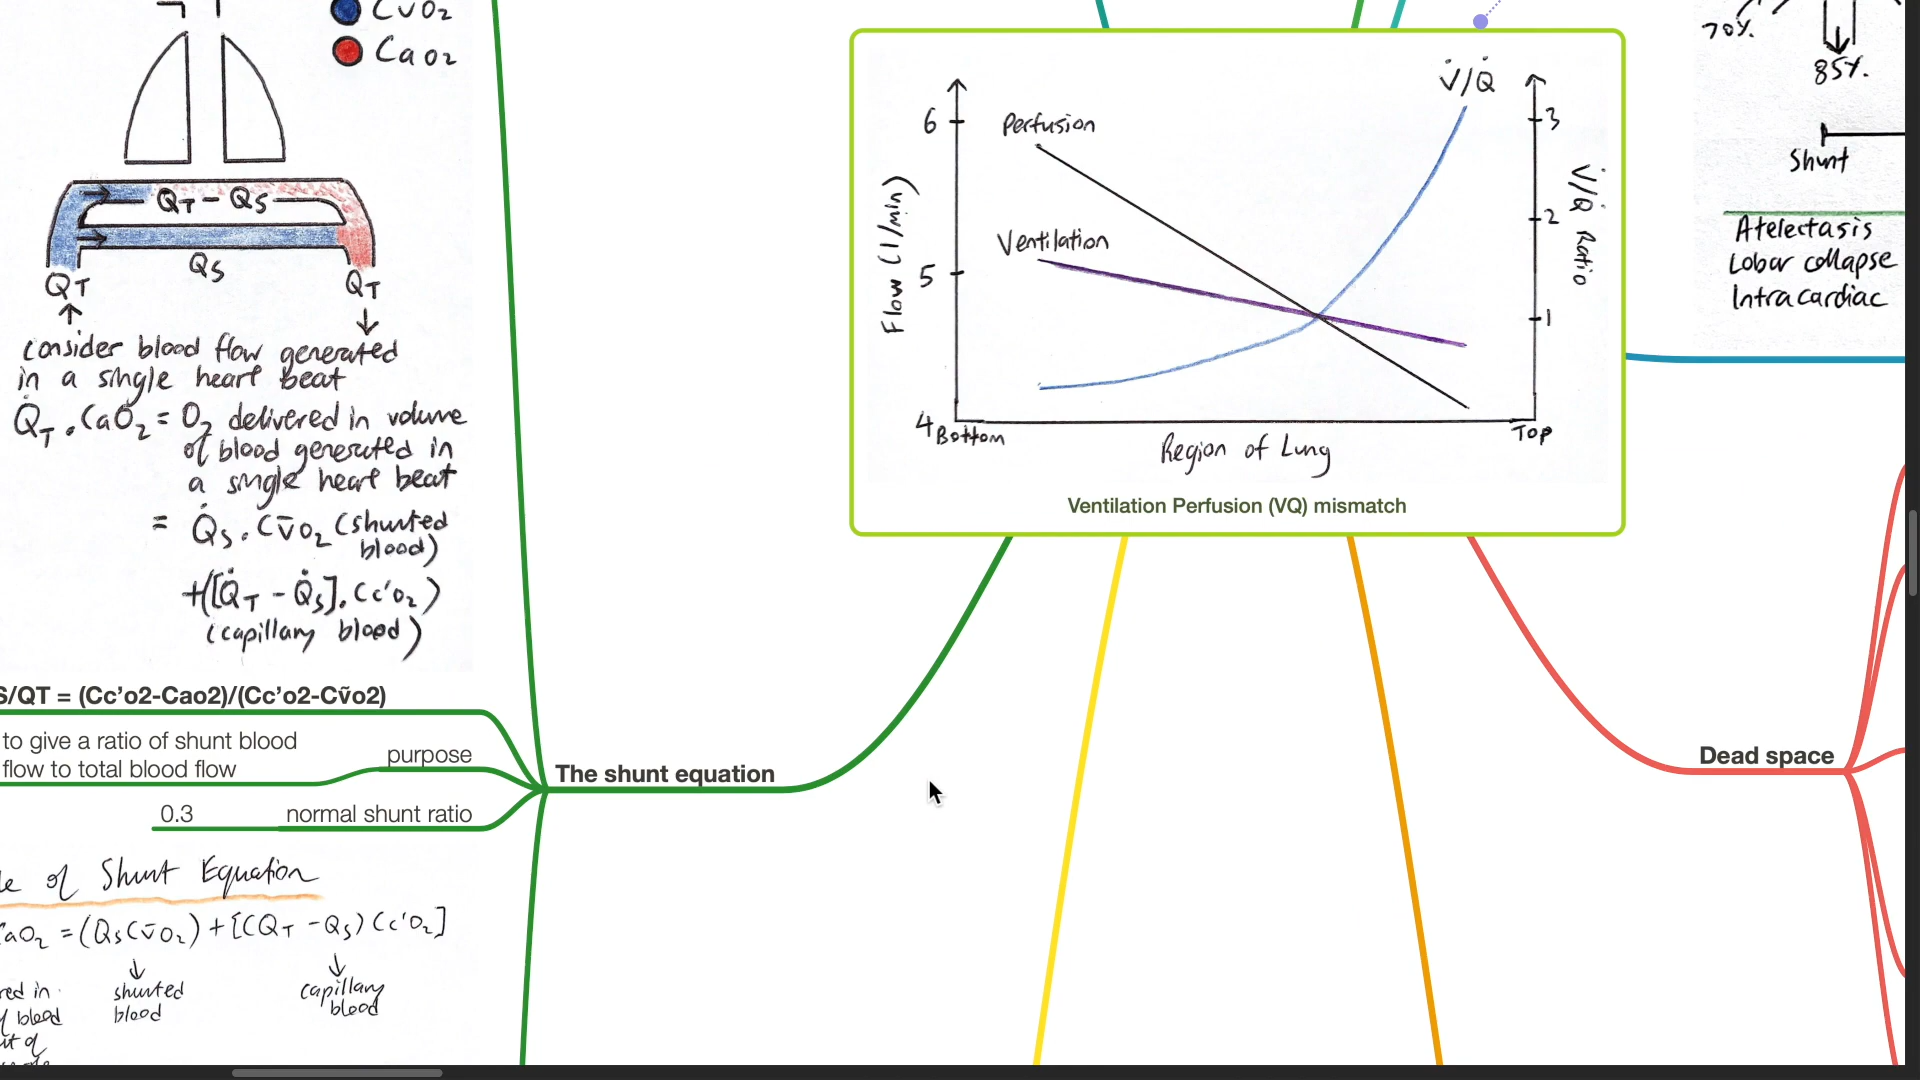 Cv̄O2
CaO2
QT - QS
QS
QT
QT
consider blood flow generated
in a single heart beat
Q̇T . CaO2 = O2 delivered in volume
of blood generated in
a single heart beat
= Q̇S . Cv̄O2 (shunted
blood)
+([Q̇T - Q̇S]. Cc'O2)
(capillary blood)
S/QT = (Cc’o2-Cao2)/(Cc’o2-Cṽo2)
to give a ratio of shunt blood
flow to total blood flow
purpose
0.3
normal shunt ratio
The shunt equation
of Shunt Equation
CaO2 = (QSCv̄O2) + [(QT - QS) Cc'O2]
red in
shunted
capillary
blood
blood
blood
V̇/Q̇
6
Perfusion
3
Flow (l/min)
V̇/Q̇ Ratio
2
Ventilation
5
1
4
Bottom
Top
Region of Lung
Ventilation Perfusion (VQ) mismatch
70%.
85%.
Shunt
Atelectasis
Lobar collapse
Intracardiac
Dead space